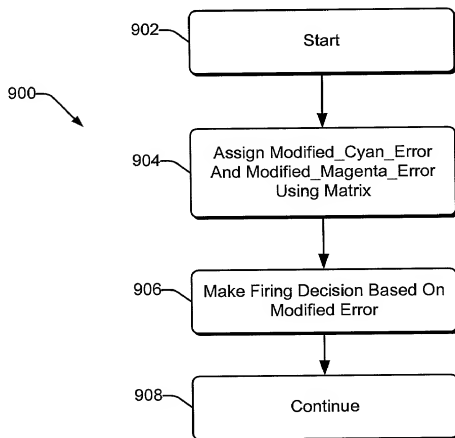 902
Start
900
904
Assign Modified_Cyan_Error
And Modified_Magenta_Error
Using Matrix
906
Make Firing Decision Based On
Modified Error
908
Continue